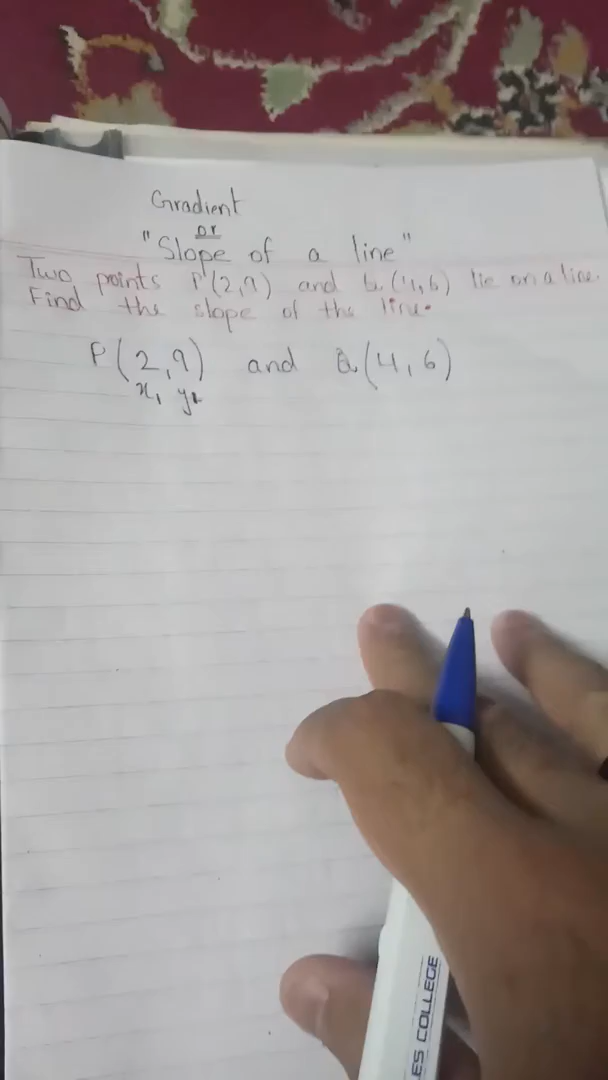 Gradient
or
"Slope of a line"
Two points P(2,9) and Q(4,6) lie on a line.
Find the slope of the line.
P(2,9) and Q(4,6)
x₁ y₂
ES COLLEGE